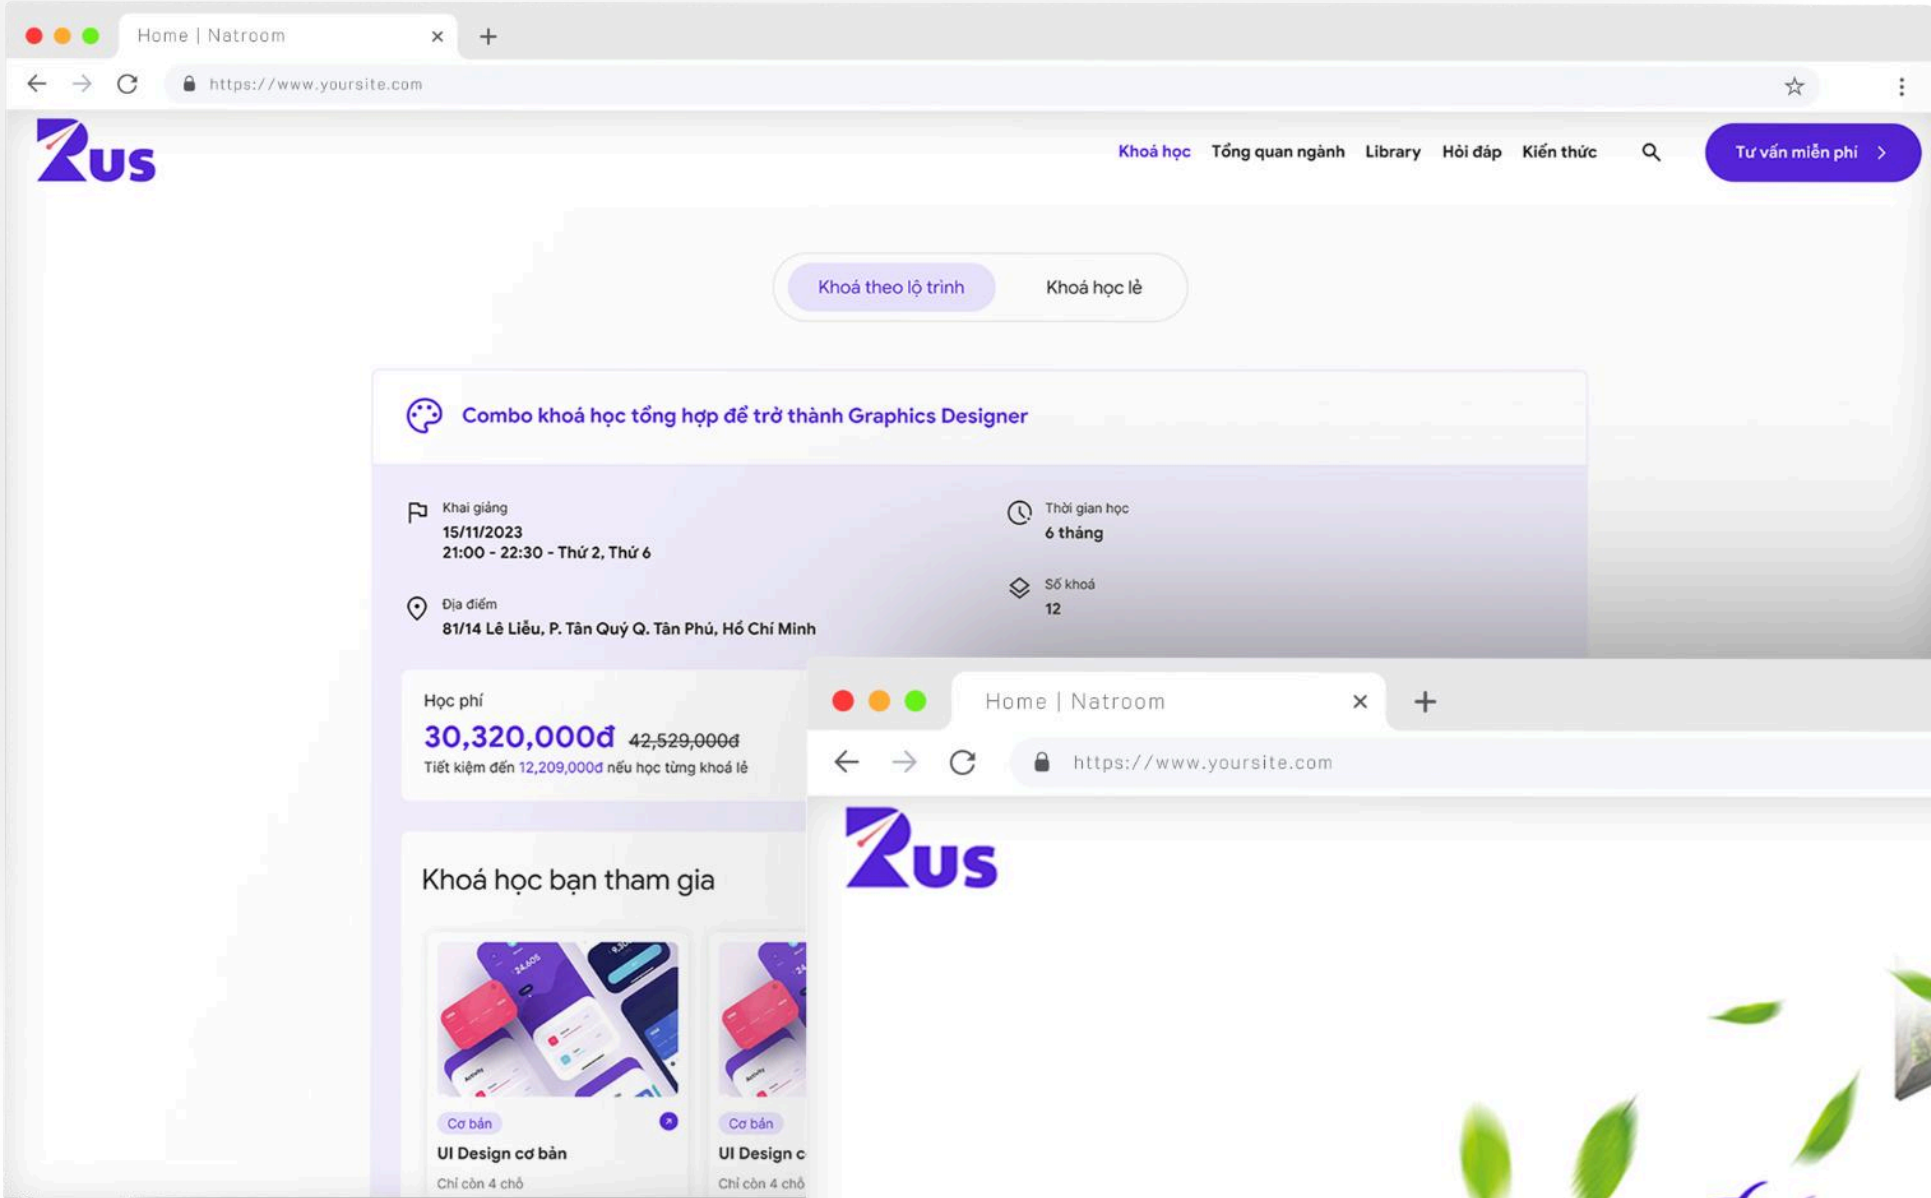 Home | Natroom
https://www.yoursite.com
Rus
Khoá học Tổng quan ngành Library Hỏi đáp Kiến thức Tư vấn miễn phí
Khoá theo lộ trình Khoá học lẻ
Combo khoá học tổng hợp để trở thành Graphics Designer
Khai giảng
15/11/2023
21:00 - 22:30 - Thứ 2, Thứ 6
Thời gian học
6 tháng
Địa điểm
81/14 Lê Liễu, P. Tân Quý Q. Tân Phú, Hồ Chí Minh
Số khoá
12
Học phí
30,320,000đ 42,529,000đ
Tiết kiệm đến 12,209,000đ nếu học từng khoá lẻ
Khoá học bạn tham gia
Activity
Cơ bản
UI Design cơ bản
Chỉ còn 4 chỗ
Cơ bản
UI Design c
Chỉ còn 4 chỗ
Home | Natroom
https://www.yoursite.com
Rus